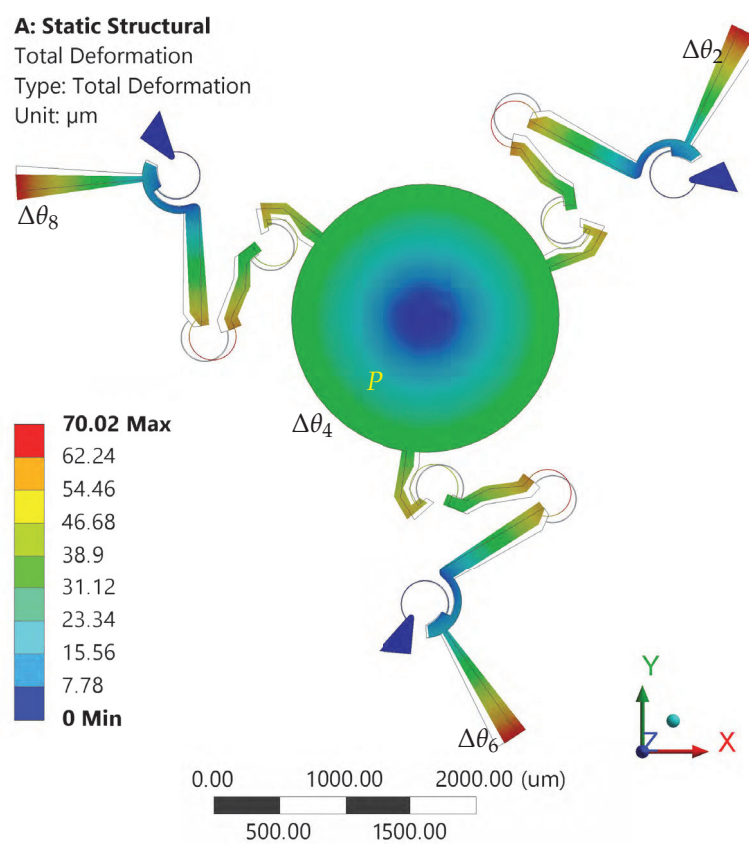 A: Static Structural
Total Deformation
Type: Total Deformation
Unit: μm
Δθ₂
Δθ₈
P
Δθ₄
70.02 Max
62.24
54.46
46.68
38.9
31.12
23.34
15.56
7.78
0 Min
Δθ₆
Y
Z
X
0.00 1000.00 2000.00 (um)
500.00 1500.00